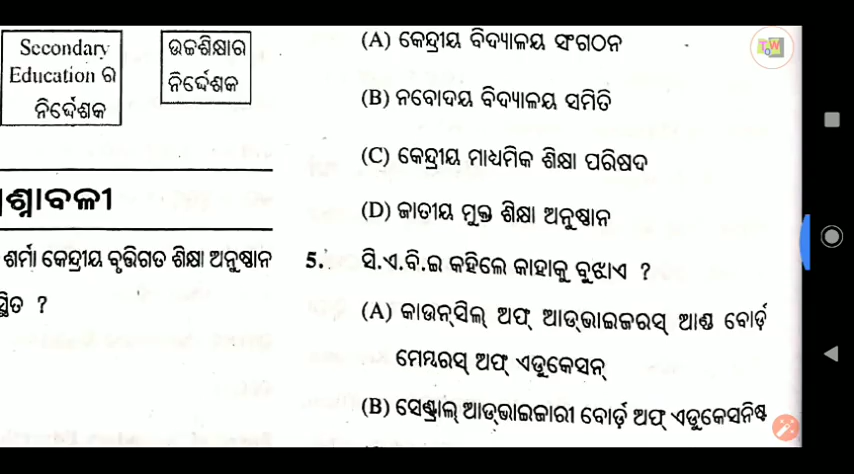 Secondary
Education ର
ନିର୍ଦ୍ଦେଶକ
ଉଚ୍ଚଶିକ୍ଷାର
ନିର୍ଦ୍ଦେଶକ
ଶ୍ନାବଳୀ
ଶର୍ମା କେନ୍ଦ୍ରୀୟ ବୃତ୍ତିଗତ ଶିକ୍ଷା ଅନୁଷ୍ଠାନ
ସ୍ଥିତ ?
(A) କେନ୍ଦ୍ରୀୟ ବିଦ୍ୟାଳୟ ସଂଗଠନ
(B) ନବୋଦୟ ବିଦ୍ୟାଳୟ ସମିତି
(C) କେନ୍ଦ୍ରୀୟ ମାଧ୍ୟମିକ ଶିକ୍ଷା ପରିଷଦ
(D) ଜାତୀୟ ମୁକ୍ତ ଶିକ୍ଷା ଅନୁଷ୍ଠାନ
5. ସି.ଏ.ବି.ଇ କହିଲେ କାହାକୁ ବୁଝାଏ ?
(A) କାଉନ୍‌ସିଲ୍ ଅଫ୍ ଆଡ୍‌ଭାଇଜରସ୍ ଆଣ୍ଡ ବୋର୍ଡ଼
ମେମ୍ବରସ୍ ଅଫ୍ ଏଡୁକେସନ୍
(B) ସେଣ୍ଟ୍ରାଲ୍ ଆଡ୍‌ଭାଇଜାରୀ ବୋର୍ଡ଼ ଅଫ୍ ଏଡୁକେସନିଷ୍ଟ